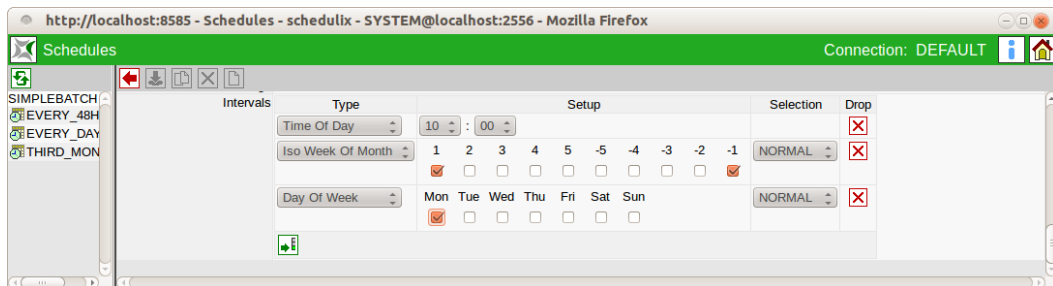 http://localhost:8585 - Schedules - schedulix - SYSTEM@localhost:2556 - Mozilla Firefox
Schedules Connection: DEFAULT
SIMPLEBATCH
EVERY_48H
EVERY_DAY
THIRD_MON
Intervals Type Setup Selection Drop
Time Of Day 10 : 00
Iso Week Of Month 1 2 3 4 5 -5 -4 -3 -2 -1 NORMAL
Day Of Week Mon Tue Wed Thu Fri Sat Sun NORMAL